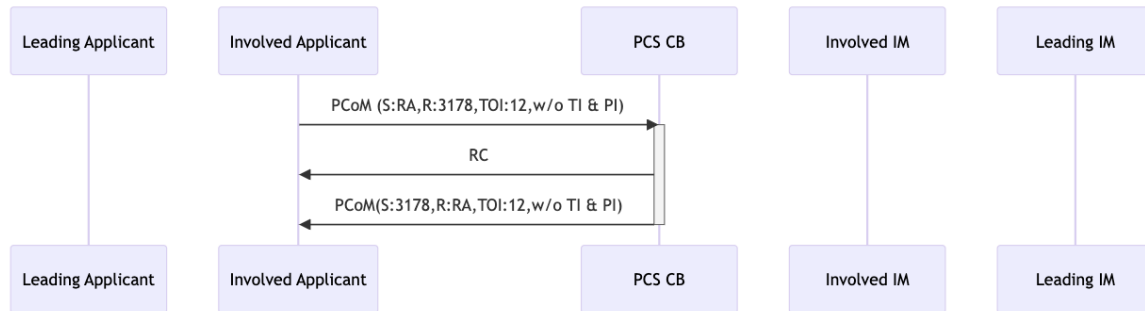 Leading Applicant Involved Applicant PCS CB Involved IM Leading IM
PCoM (S:RA,R:3178,TOI:12,w/o TI & PI)
RC
PCoM(S:3178,R:RA,TOI:12,w/o TI & PI)
Leading Applicant Involved Applicant PCS CB Involved IM Leading IM